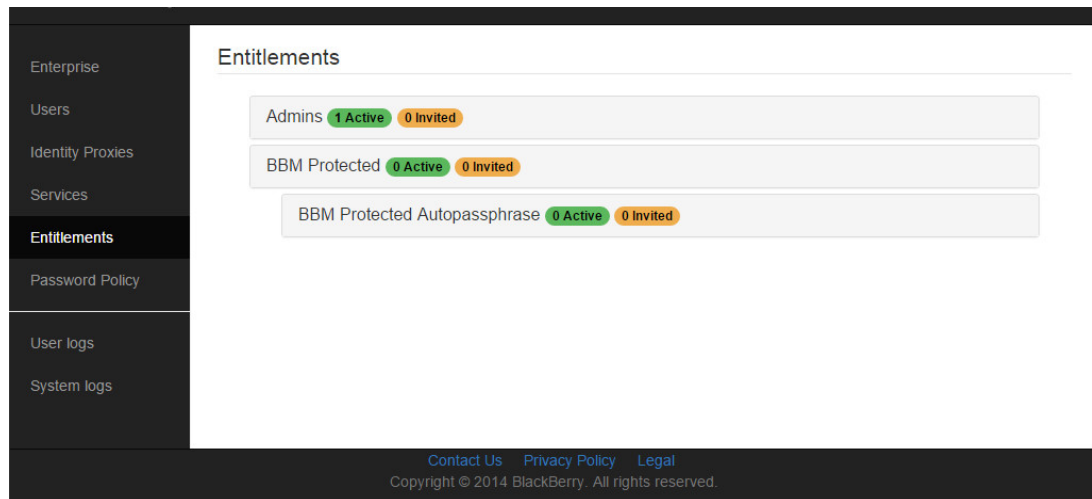 Entitlements
Enterprise
Users
Identity Proxies
Services
Entitlements
Password Policy
User logs
System logs
Admins 1 Active 0 Invited
BBM Protected 0 Active 0 Invited
BBM Protected Autopassphrase 0 Active 0 Invited
Contact Us Privacy Policy Legal
Copyright © 2014 BlackBerry. All rights reserved.